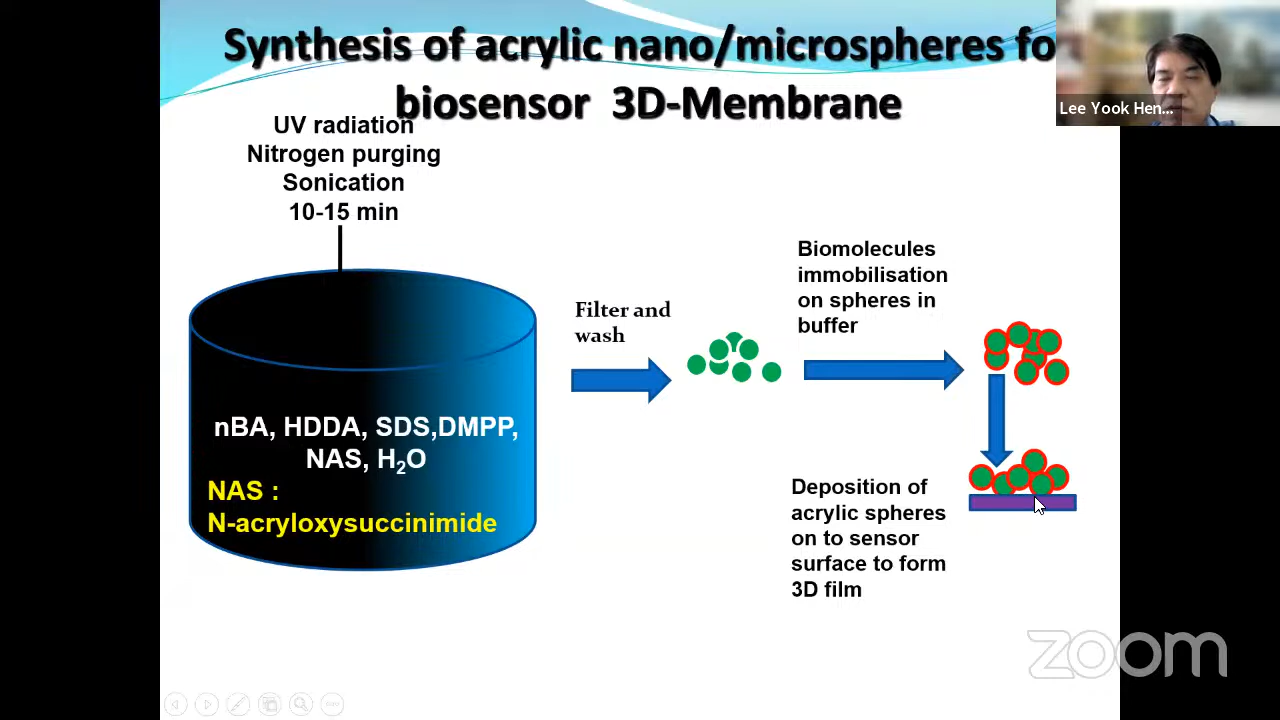 Synthesis of acrylic nano/microspheres fo
biosensor 3D-Membrane
Lee Yook Hen...
UV radiation
Nitrogen purging
Sonication
10-15 min
nBA, HDDA, SDS,DMPP,
NAS, H₂O
NAS :
N-acryloxysuccinimide
Filter and
wash
Biomolecules
immobilisation
on spheres in
buffer
Deposition of
acrylic spheres
on to sensor
surface to form
3D film
zoom